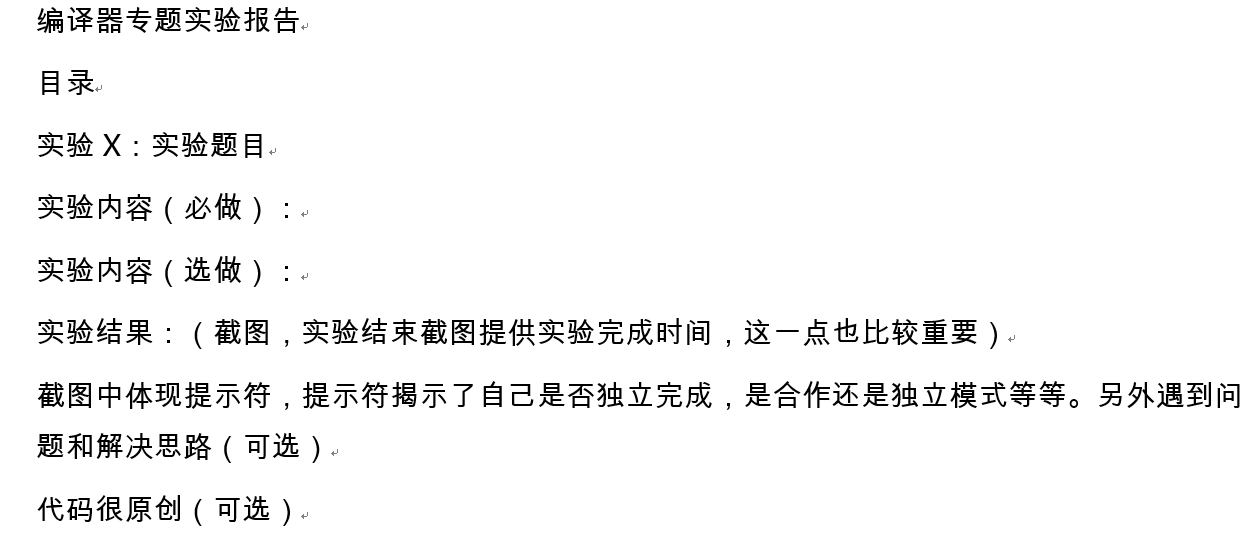 编译器专题实验报告
目录
实验 X：实验题目
实验内容（必做）：
实验内容（选做）：
实验结果：（截图，实验结束截图提供实验完成时间，这一点也比较重要）
截图中体现提示符，提示符揭示了自己是否独立完成，是合作还是独立模式等等。另外遇到问
题和解决思路（可选）
代码很原创（可选）